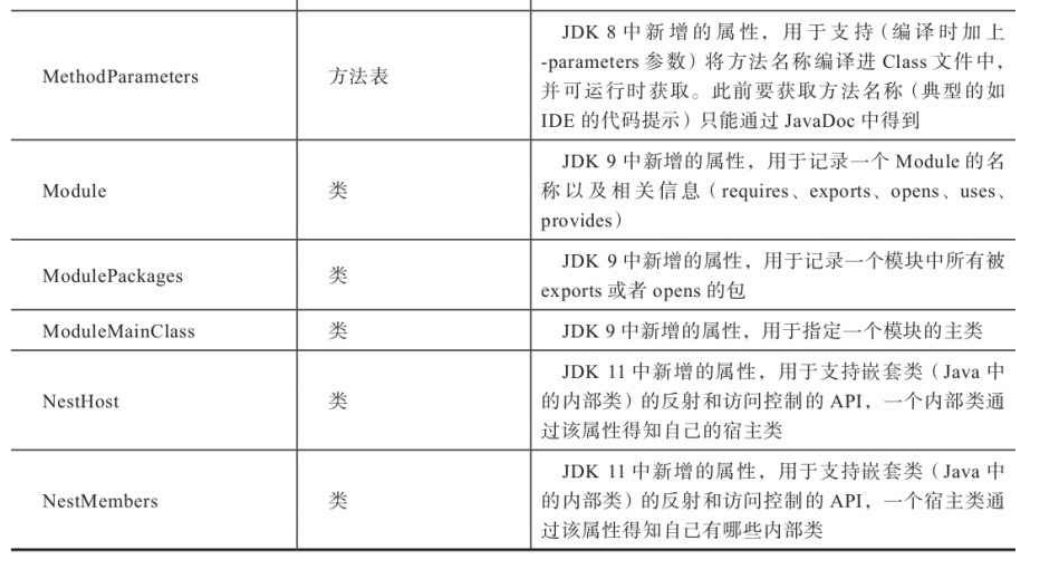 JDK 8 中新增的属性，用于支持（编译时加上
MethodParameters 方法表 -parameters 参数）将方法名称编译进 Class 文件中，
并可运行时获取。此前要获取方法名称（典型的如
IDE 的代码提示）只能通过 JavaDoc 中得到
JDK 9 中新增的属性，用于记录一个 Module 的名
Module 类 称以及相关信息（requires、exports、opens、uses、
provides）
ModulePackages 类 JDK 9 中新增的属性，用于记录一个模块中所有被
exports 或者 opens 的包
ModuleMainClass 类 JDK 9 中新增的属性，用于指定一个模块的主类
JDK 11 中新增的属性，用于支持嵌套类（Java 中
NestHost 类 的内部类）的反射和访问控制的 API，一个内部类通
过该属性得知自己的宿主类
JDK 11 中新增的属性，用于支持嵌套类（Java 中
NestMembers 类 的内部类）的反射和访问控制的 API，一个宿主类通
过该属性得知自己有哪些内部类